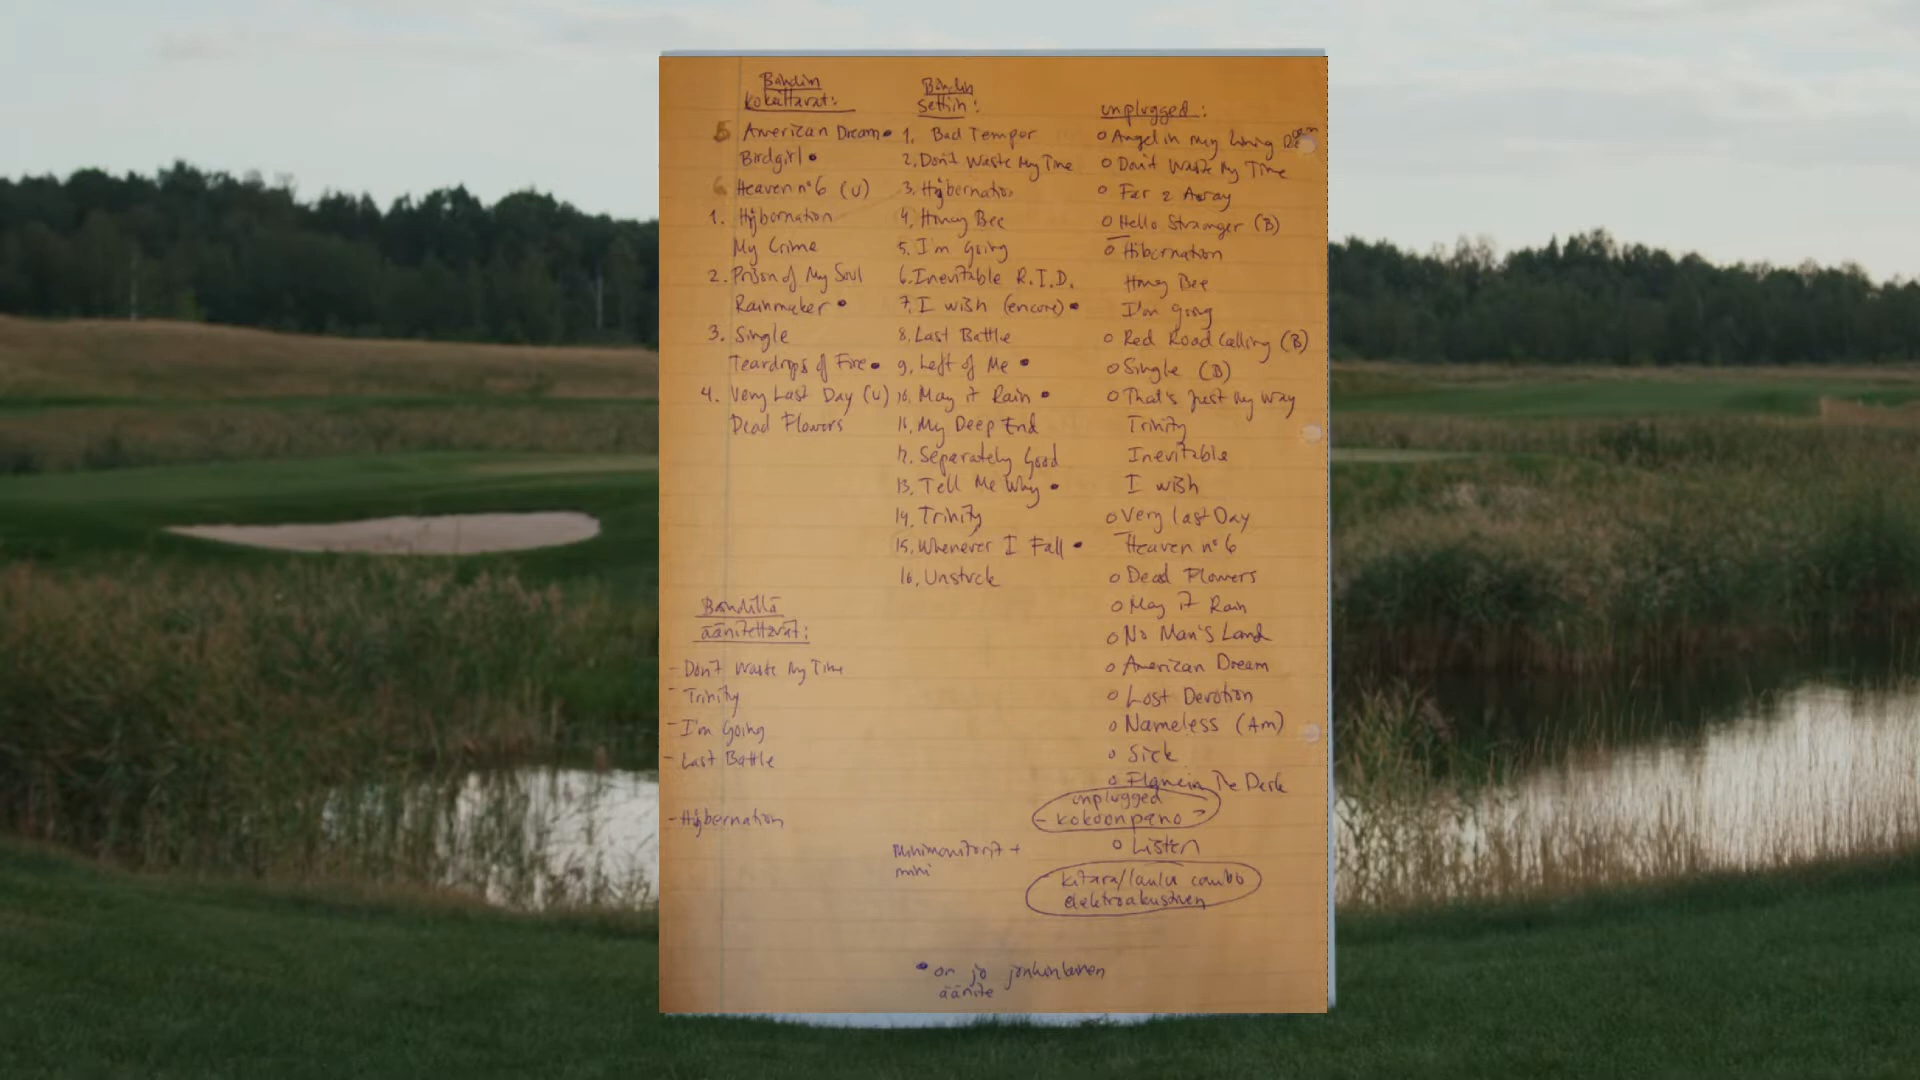 Bändin
kokeiltavat:
5 American Dream •
Birdgirl •
6 Heaven n°6 (U)
1. Hybernation
My Crime
2. Prison of My Soul
Rainmaker •
3. Single
Teardrops of Fire •
4. Very Last Day (U)
Dead Flowers
Bändillä
äänitettävät:
- Don't Waste My Time
- Trinity
- I'm Going
- Last Battle
- Hybernation
Bändin
settiin:
1. Bad Temper
2. Don't Waste My Time
3. Hybernation
4. Honey Bee
5. I'm Going
6. Inevitable R.I.D.
7. I wish (encore) •
8. Last Battle
9. Left of Me •
10. May it Rain •
11. My Deep End
12. Separately Good
13. Tell Me Why •
14. Trinity
15. Whenever I Fall •
16. Unstuck
Minimonitorit +
mini
unplugged:
o Angel in my
o Don't Waste My Time
o Far 2 Away
o Hello Stranger (B)
o Hibernation
Honey Bee
I'm going
o Red Road Calling (B)
o Single (B)
o That's just my way
Trinity
Inevitable
I wish
o Very last Day
Heaven n°6
o Dead Flowers
o May it Rain
o No Man's Land
o American Dream
o Lost Devotion
o Nameless (Am)
o Sick
o The Dark
unplugged
- kokoonpano ?
o Listen
kitara/laulu combo
elektroakustinen
• on jo jonkinlainen
äänite